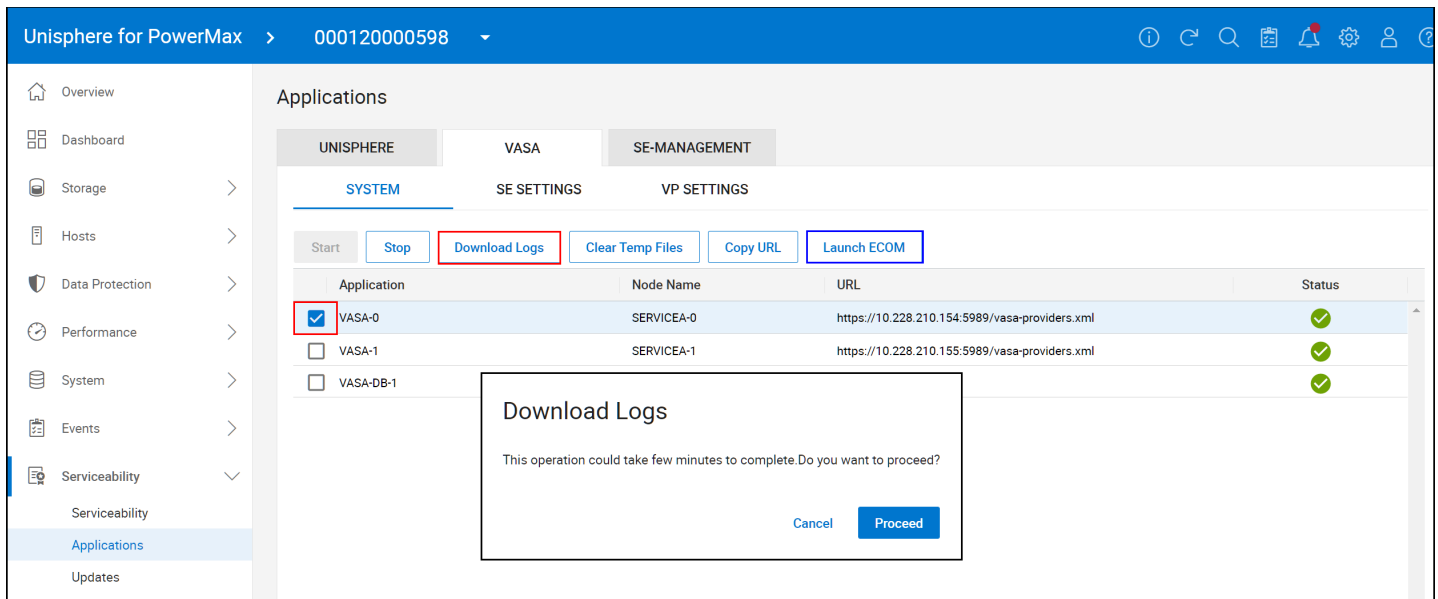 Unisphere for PowerMax > 000120000598
Overview
Dashboard
Storage
Hosts
Data Protection
Performance
System
Events
Serviceability
Serviceability
Applications
Updates
Applications
UNISPHERE VASA SE-MANAGEMENT
SYSTEM SE SETTINGS VP SETTINGS
Start Stop Download Logs Clear Temp Files Copy URL Launch ECOM
Application Node Name URL Status
VASA-0 SERVICEA-0 https://10.228.210.154:5989/vasa-providers.xml
VASA-1 SERVICEA-1 https://10.228.210.155:5989/vasa-providers.xml
VASA-DB-1
Download Logs
This operation could take few minutes to complete.Do you want to proceed?
Cancel Proceed